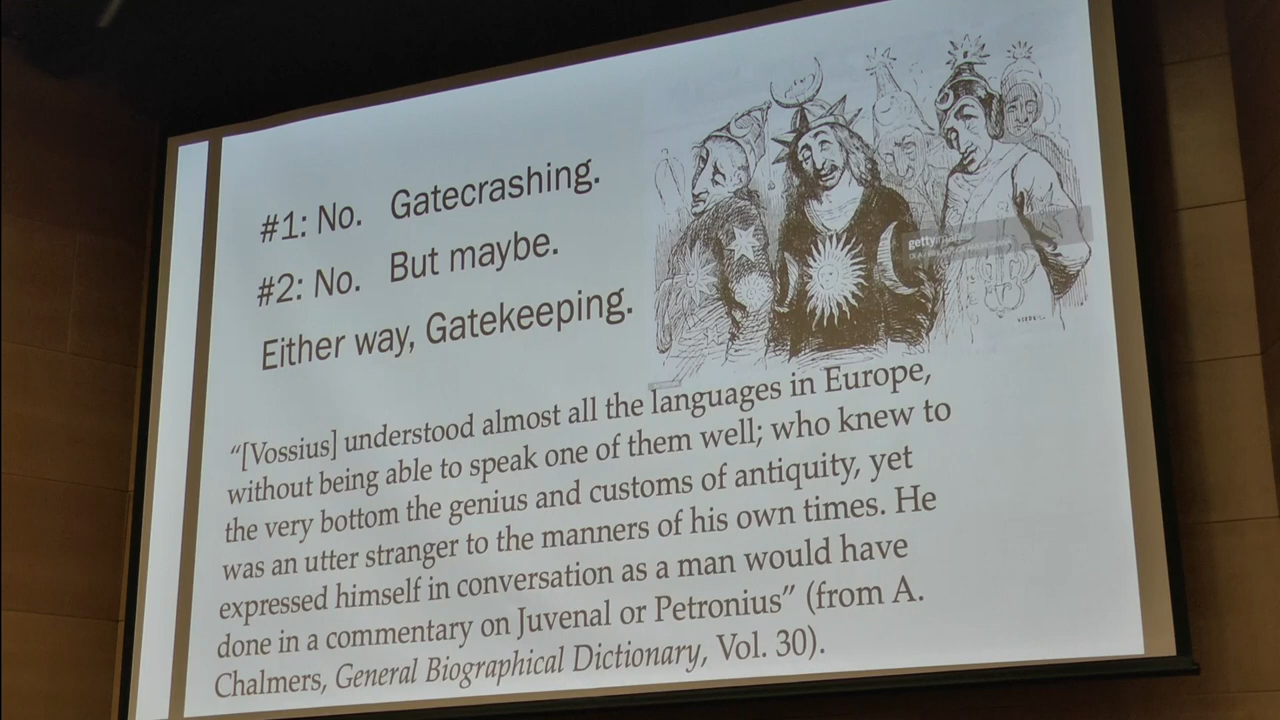 #1: No. Gatecrashing.
#2: No. But maybe.
Either way, Gatekeeping.
gettyimages
“[Vossius] understood almost all the languages in Europe,
without being able to speak one of them well; who knew to
the very bottom the genius and customs of antiquity, yet
was an utter stranger to the manners of his own times. He
expressed himself in conversation as a man would have
done in a commentary on Juvenal or Petronius” (from A.
Chalmers, General Biographical Dictionary, Vol. 30).